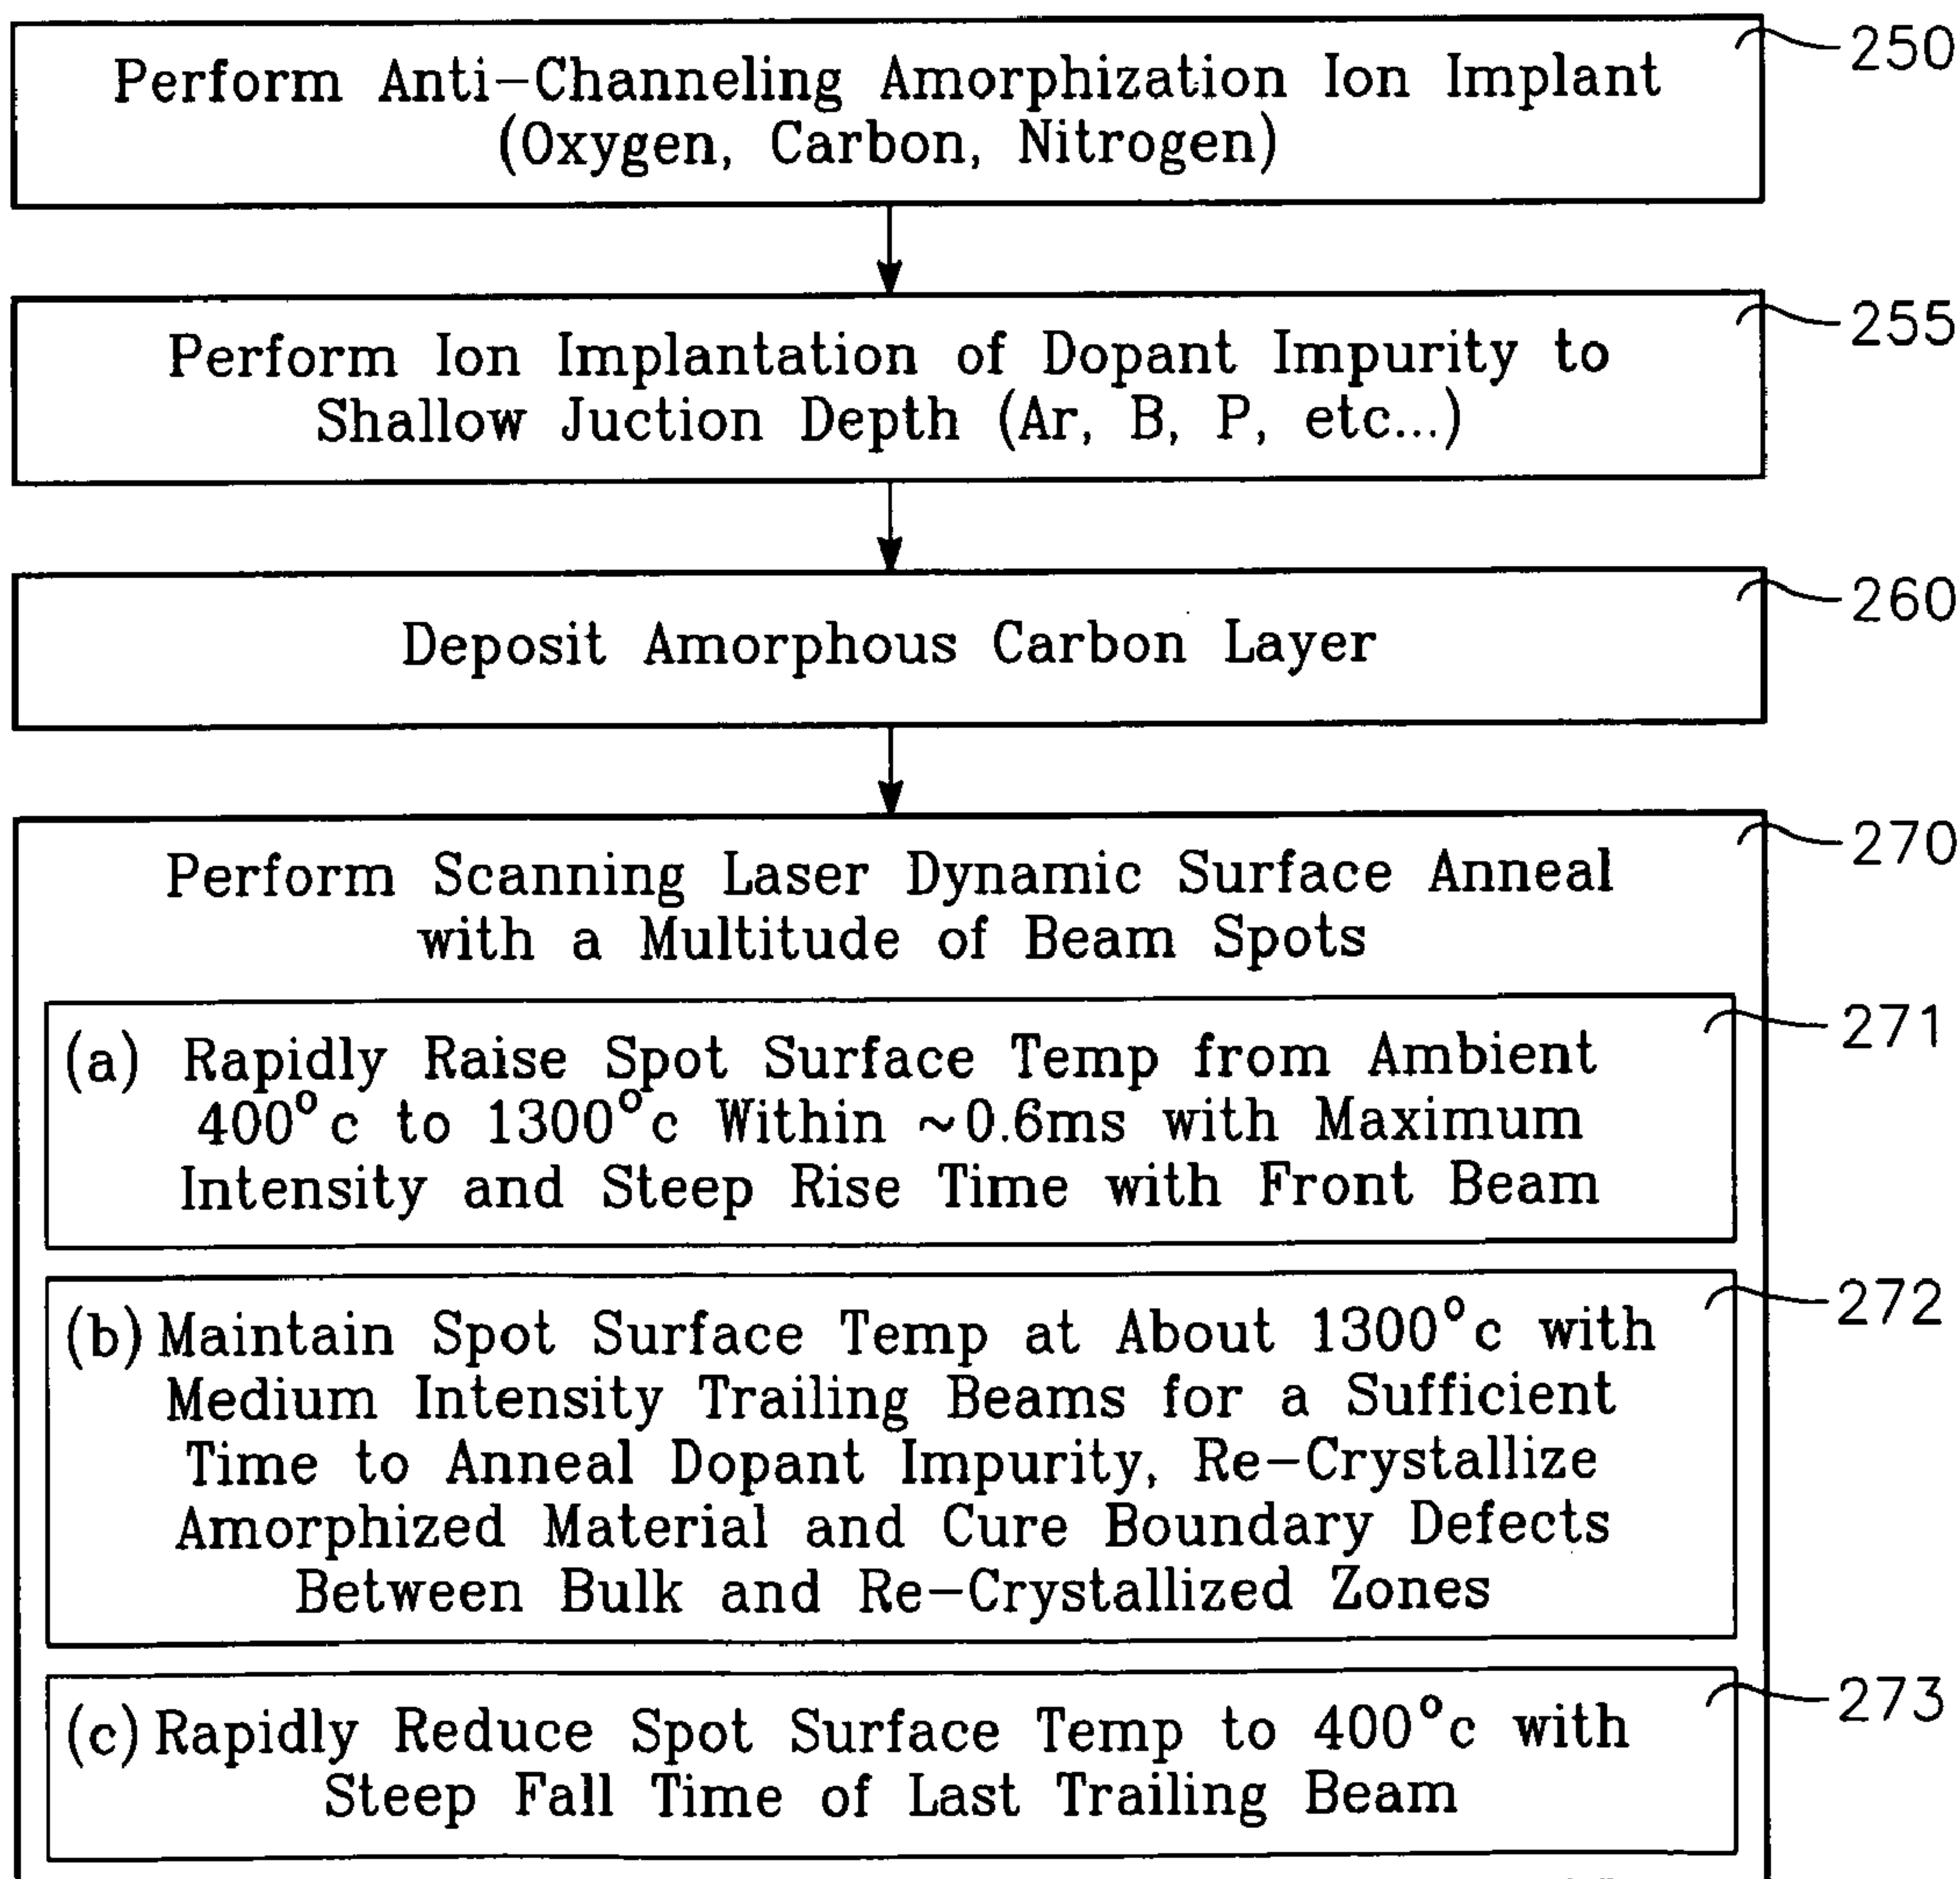 Perform Anti-Channeling Amorphization Ion Implant
(Oxygen, Carbon, Nitrogen)
250
Perform Ion Implantation of Dopant Impurity to
Shallow Juction Depth (Ar, B, P, etc...)
255
Deposit Amorphous Carbon Layer
260
Perform Scanning Laser Dynamic Surface Anneal
with a Multitude of Beam Spots
270
(a) Rapidly Raise Spot Surface Temp from Ambient
400°c to 1300°c Within ~0.6ms with Maximum
Intensity and Steep Rise Time with Front Beam
271
(b) Maintain Spot Surface Temp at About 1300°c with
Medium Intensity Trailing Beams for a Sufficient
Time to Anneal Dopant Impurity, Re-Crystallize
Amorphized Material and Cure Boundary Defects
Between Bulk and Re-Crystallized Zones
272
(c) Rapidly Reduce Spot Surface Temp to 400°c with
Steep Fall Time of Last Trailing Beam
273